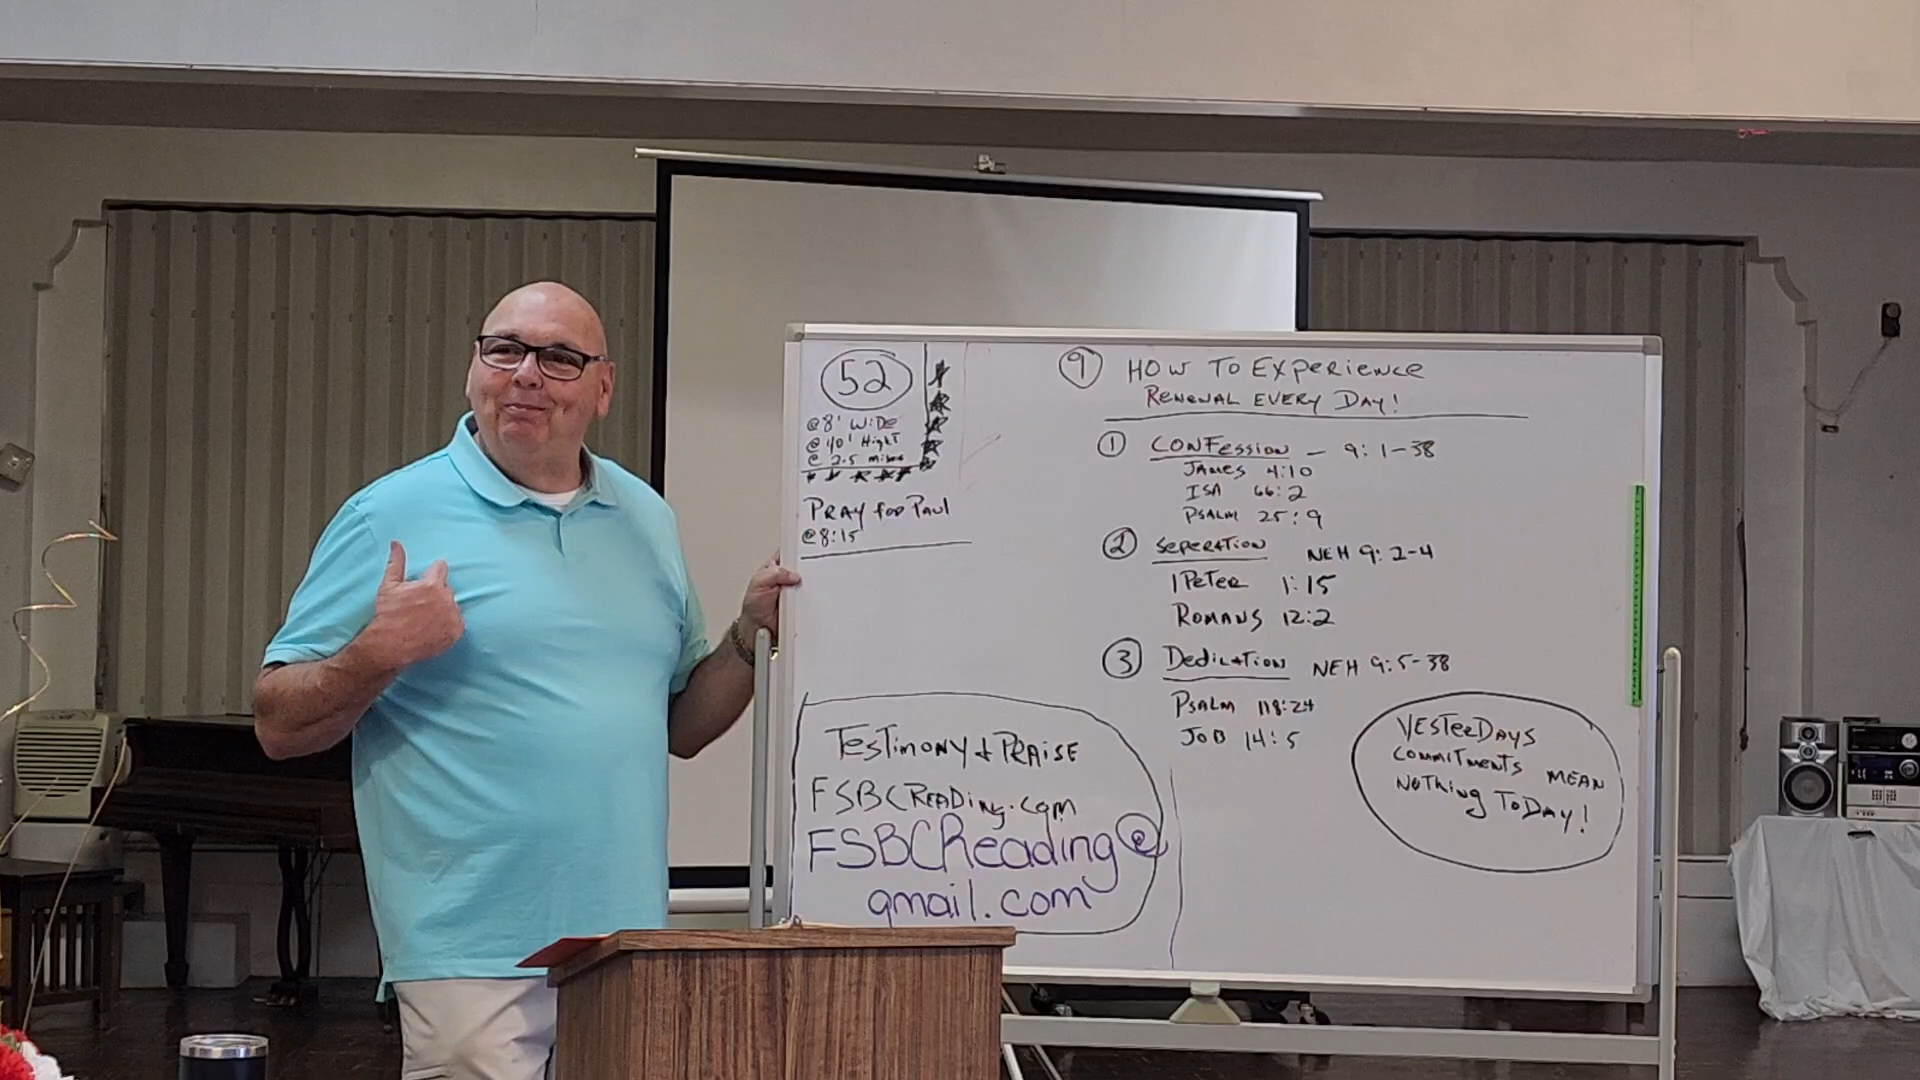 52
@ 8' WiDe
@ 40' Hight
@ 2.5 miles
PRAY for Paul
@ 8:15
TesTimony & PRAISE
FSBCReaDing.com
FSBCReading@
gmail.com
9 HOW TO Experience
Renewal EVERY DAY!
1 CONFession – 9:1-38
James 4:10
ISA 66:2
PSALM 25:9
2 Seperation NEH 9:2-4
1 Peter 1:15
Romans 12:2
3 Dedication NEH 9:5-38
PSALM 118:24
JOB 14:5
YesterDAYS
COMMITMENTS MEAN
NOTHING TODAY!